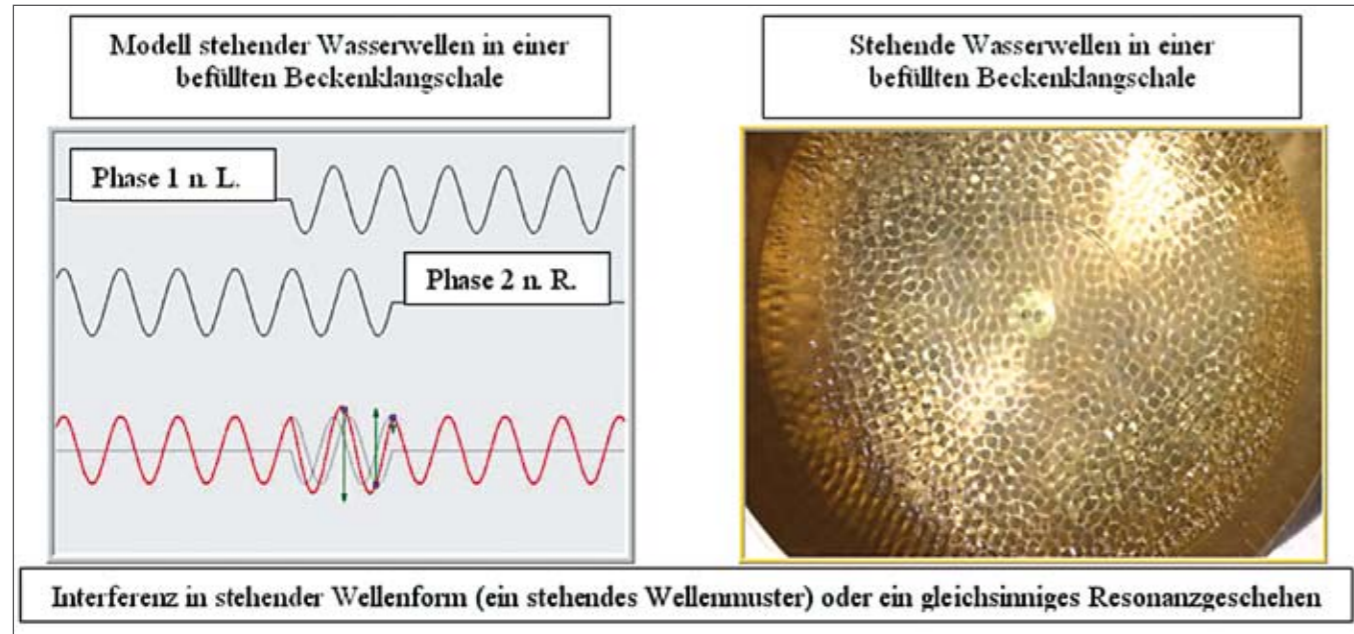 Modell stehender Wasserwellen in einer
befüllten Beckenklangschale
Stehende Wasserwellen in einer
befüllten Beckenklangschale
Phase 1 n. L.
Phase 2 n. R.
Interferenz in stehender Wellenform (ein stehendes Wellenmuster) oder ein gleichsinniges Resonanzgeschehen